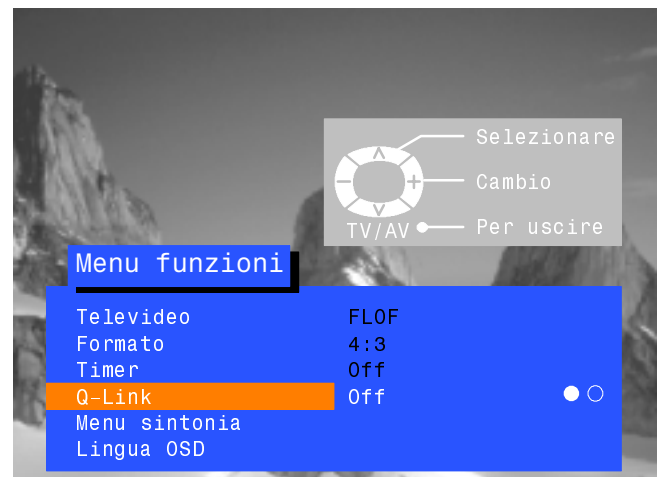 Selezionare
Cambio
TV/AV Per uscire
Menu funzioni
Televideo FLOF
Formato 4:3
Timer Off
Q-Link Off
Menu sintonia
Lingua OSD